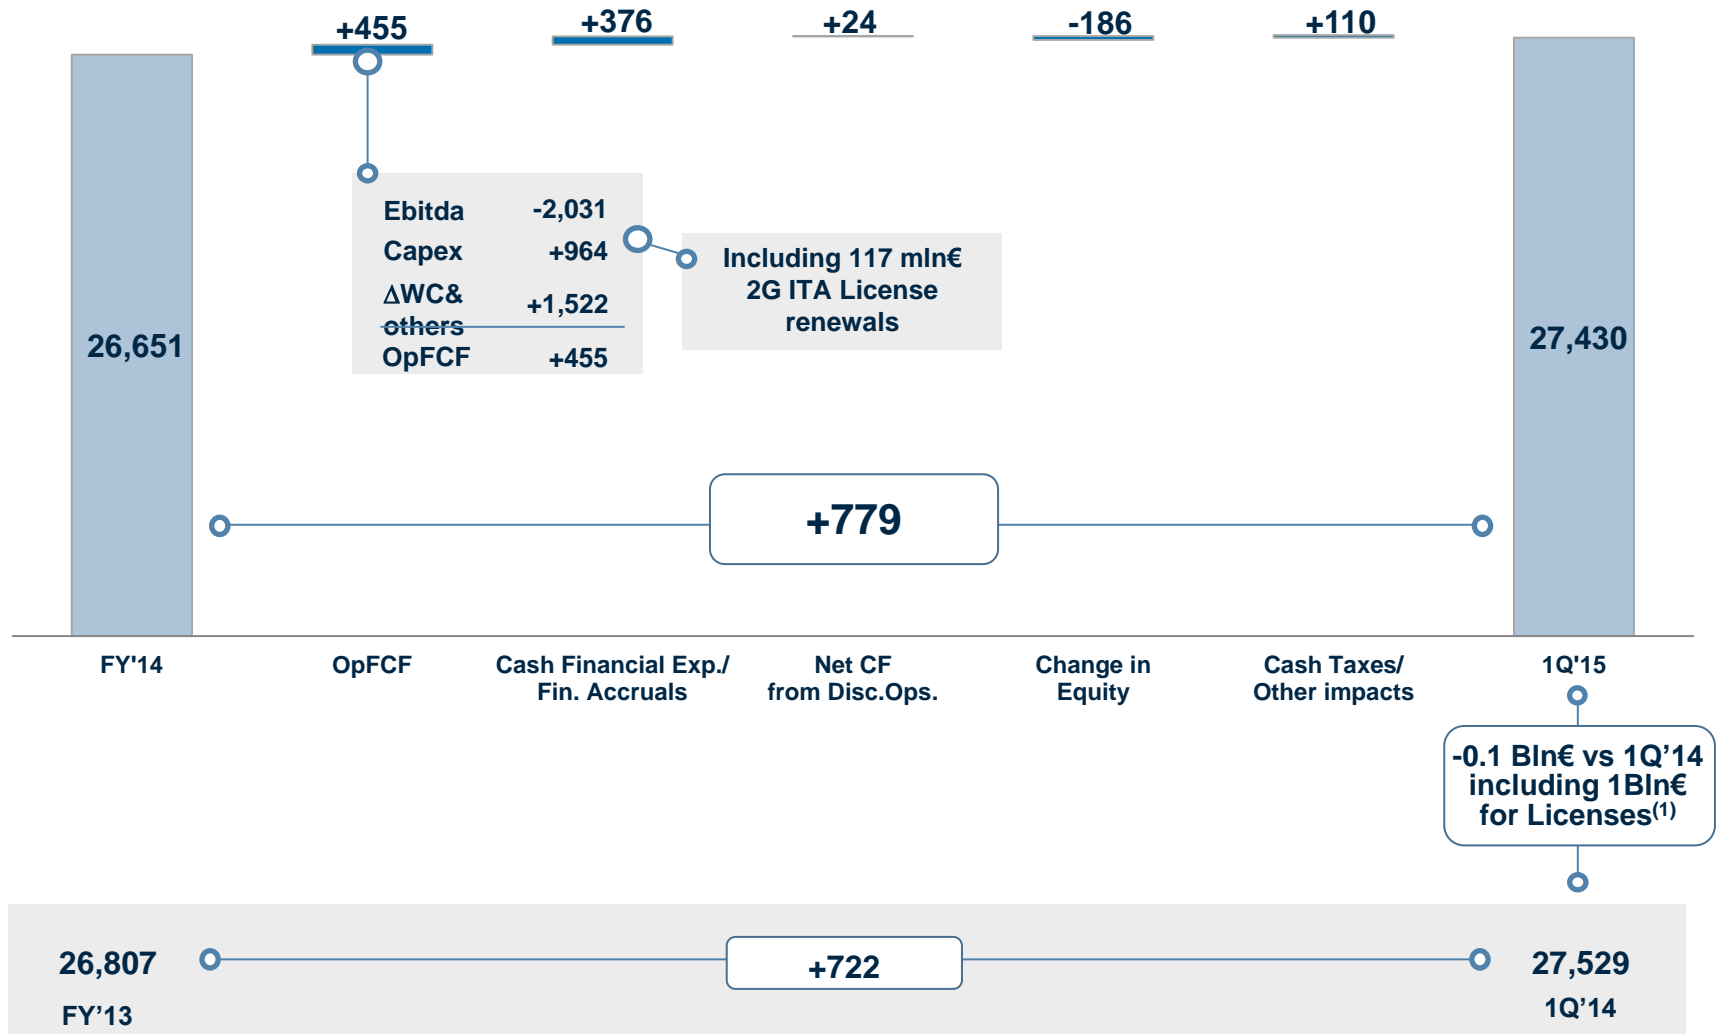 +455
+376
+24
-186
+110
Ebitda -2,031
Capex +964
ΔWC&
others +1,522
OpFCF +455
Including 117 mln€
2G ITA License
renewals
26,651
27,430
+779
FY'14
OpFCF
Cash Financial Exp./
Fin. Accruals
Net CF
from Disc.Ops.
Change in
Equity
Cash Taxes/
Other impacts
1Q'15
-0.1 Bln€ vs 1Q’14
including 1Bln€
for Licenses(1)
26,807
+722
27,529
FY’13
1Q’14